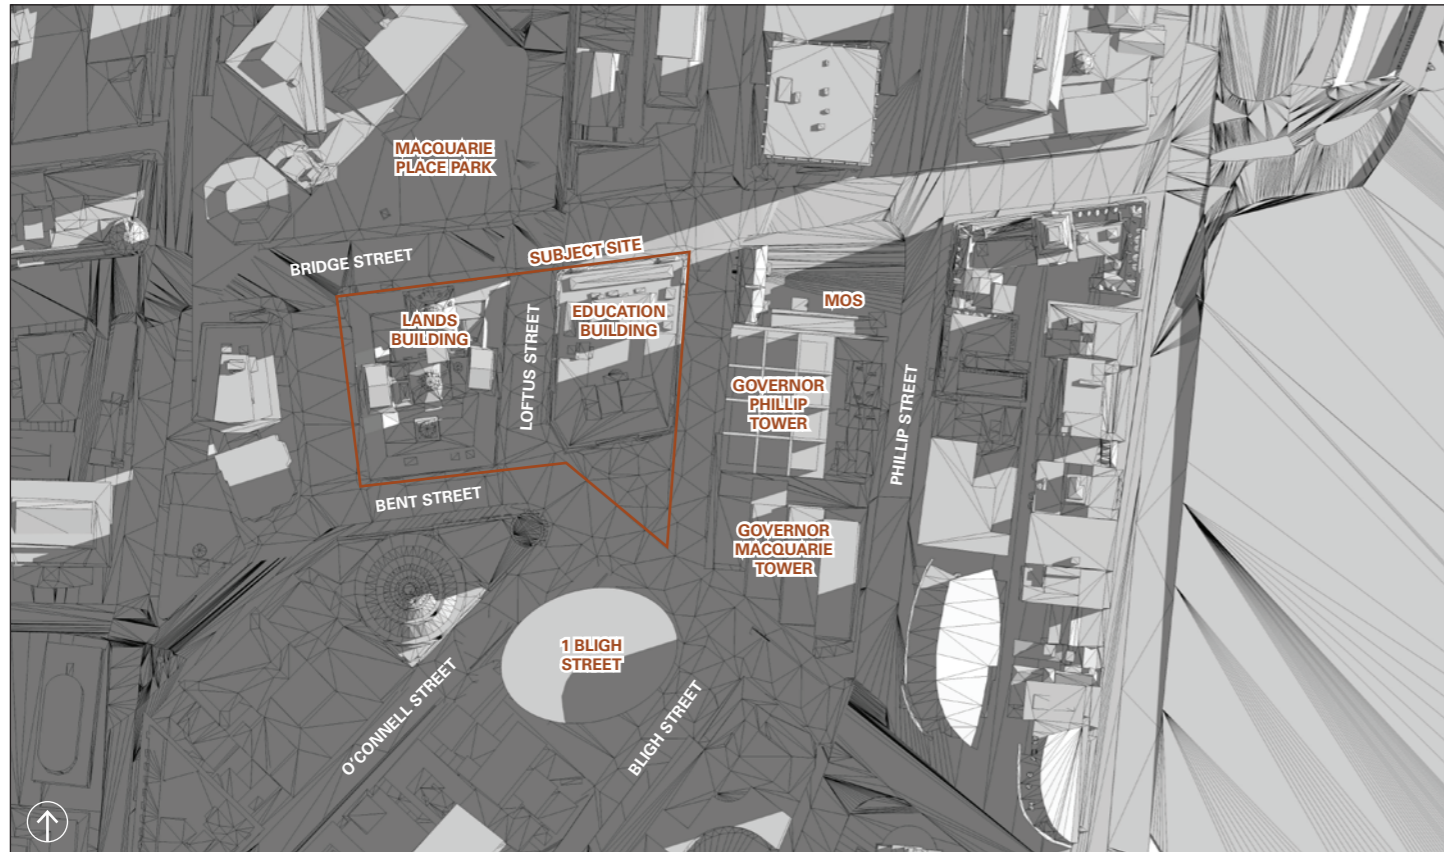 MACQUARIE
PLACE PARK
BRIDGE STREET
SUBJECT SITE
LANDS
BUILDING
LOFTUS STREET
EDUCATION
BUILDING
MOS
GOVERNOR
PHILLIP
TOWER
PHILLIP STREET
BENT STREET
GOVERNOR
MACQUARIE
TOWER
1 BLIGH
STREET
O'CONNELL STREET
BLIGH STREET